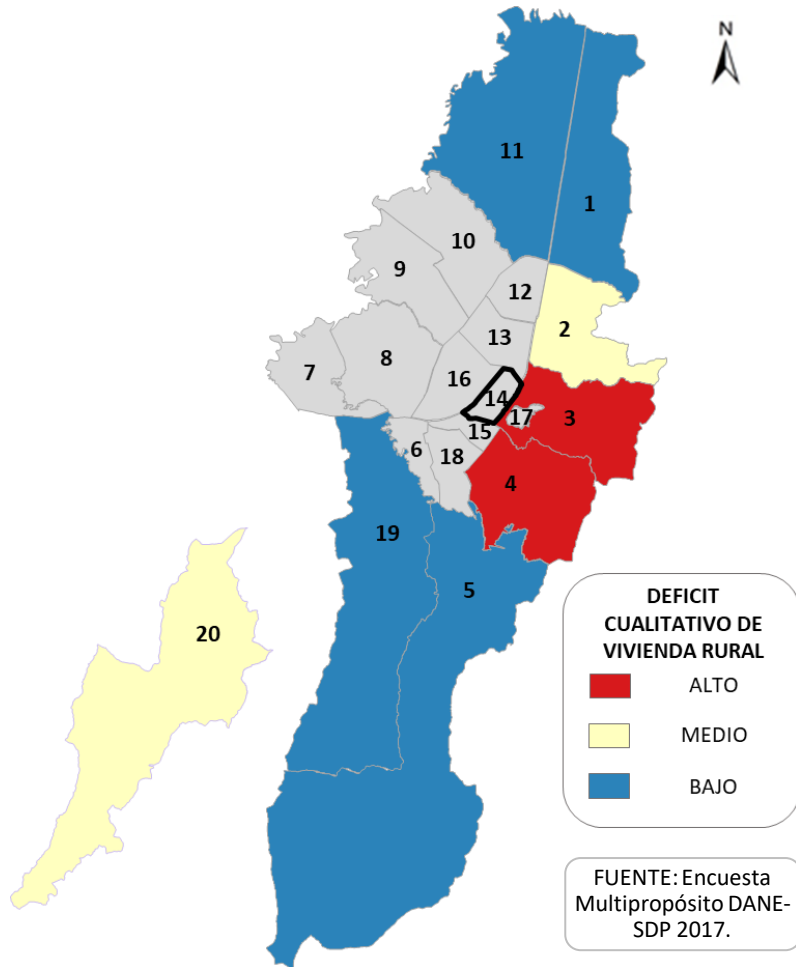 N
11
1
10
9
12
2
13
8
7
16
14
17
3
15
6
18
4
19
5
20
DEFICIT
CUALITATIVO DE
VIVIENDA RURAL
ALTO
MEDIO
BAJO
FUENTE: Encuesta
Multipropósito DANE-
SDP 2017.